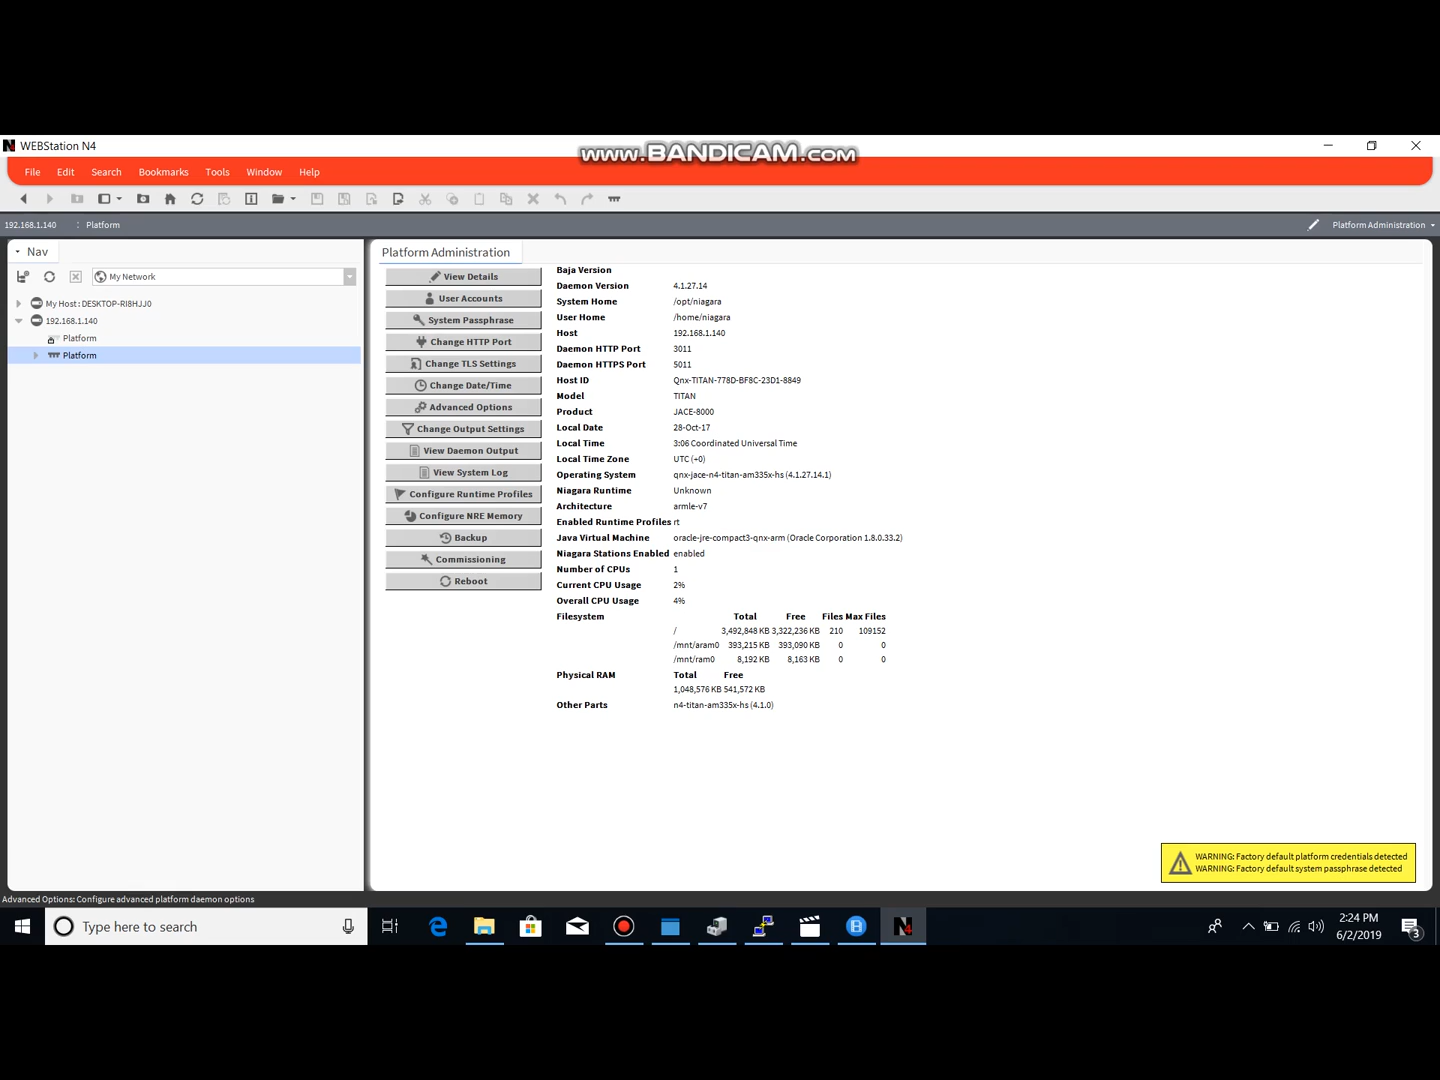 WEBStation N4
www.BANDICAM.com
File Edit Search Bookmarks Tools Window Help
192.168.1.140 : Platform
Platform Administration
Nav
My Network
My Host : DESKTOP-RI8HJJ0
192.168.1.140
Platform
Platform
Platform Administration
View Details
User Accounts
System Passphrase
Change HTTP Port
Change TLS Settings
Change Date/Time
Advanced Options
Change Output Settings
View Daemon Output
View System Log
Configure Runtime Profiles
Configure NRE Memory
Backup
Commissioning
Reboot
Baja Version
Daemon Version 4.1.27.14
System Home /opt/niagara
User Home /home/niagara
Host 192.168.1.140
Daemon HTTP Port 3011
Daemon HTTPS Port 5011
Host ID Qnx-TITAN-778D-BF8C-23D1-8849
Model TITAN
Product JACE-8000
Local Date 28-Oct-17
Local Time 3:06 Coordinated Universal Time
Local Time Zone UTC (+0)
Operating System qnx-jace-n4-titan-am335x-hs (4.1.27.14.1)
Niagara Runtime Unknown
Architecture armle-v7
Enabled Runtime Profiles rt
Java Virtual Machine oracle-jre-compact3-qnx-arm (Oracle Corporation 1.8.0.33.2)
Niagara Stations Enabled enabled
Number of CPUs 1
Current CPU Usage 2%
Overall CPU Usage 4%
Filesystem Total Free Files Max Files
/ 3,492,848 KB 3,322,236 KB 210 109152
/mnt/aram0 393,215 KB 393,090 KB 0 0
/mnt/ram0 8,192 KB 8,163 KB 0 0
Physical RAM Total Free
1,048,576 KB 541,572 KB
Other Parts n4-titan-am335x-hs (4.1.0)
WARNING: Factory default platform credentials detected
WARNING: Factory default system passphrase detected
Advanced Options: Configure advanced platform daemon options
Type here to search
2:24 PM
6/2/2019
3